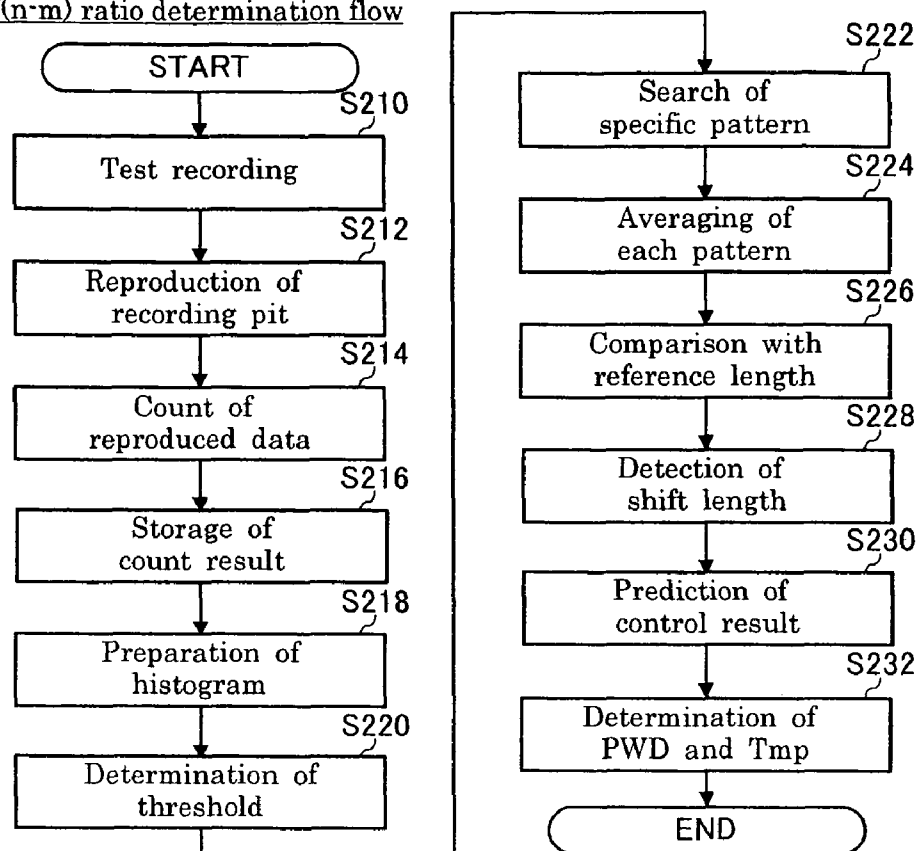 (n-m) ratio determination flow
START
S210
Test recording
S212
Reproduction of
recording pit
S214
Count of
reproduced data
S216
Storage of
count result
S218
Preparation of
histogram
S220
Determination of
threshold
S222
Search of
specific pattern
S224
Averaging of
each pattern
S226
Comparison with
reference length
S228
Detection of
shift length
S230
Prediction of
control result
S232
Determination of
PWD and Tmp
END